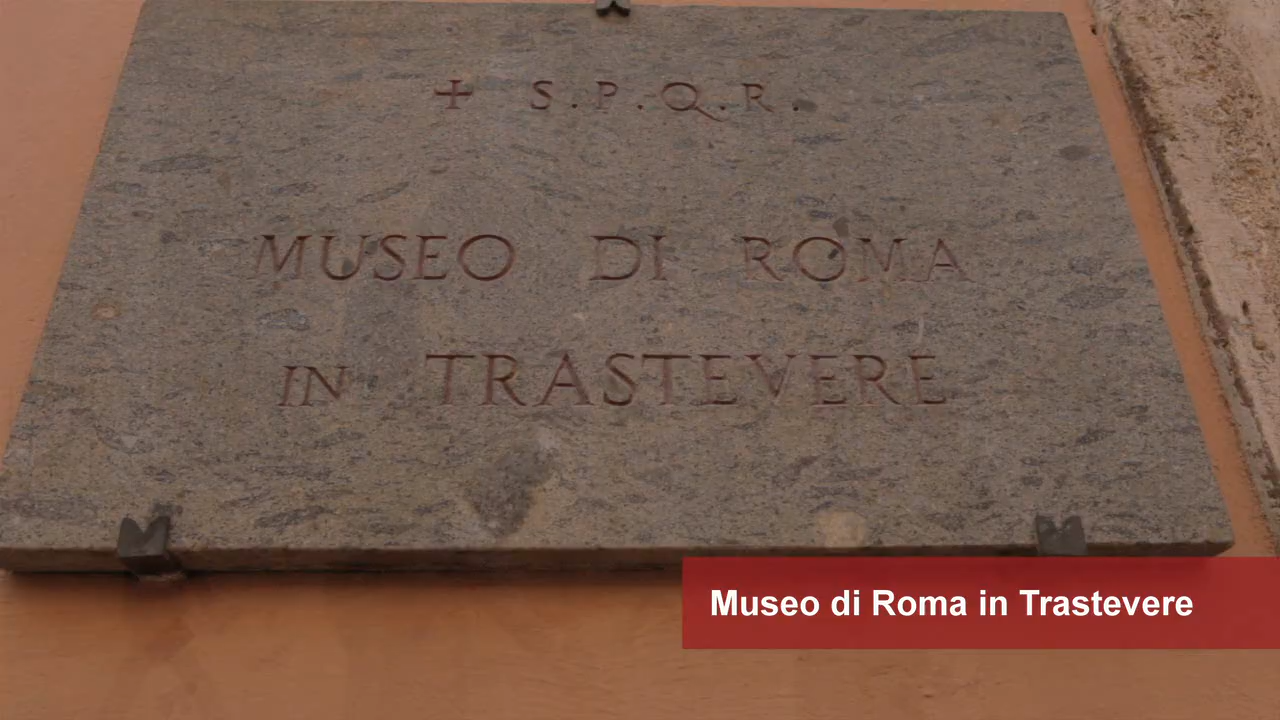 + S.P.Q.R.
MUSEO DI ROMA
IN TRASTEVERE
Museo di Roma in Trastevere